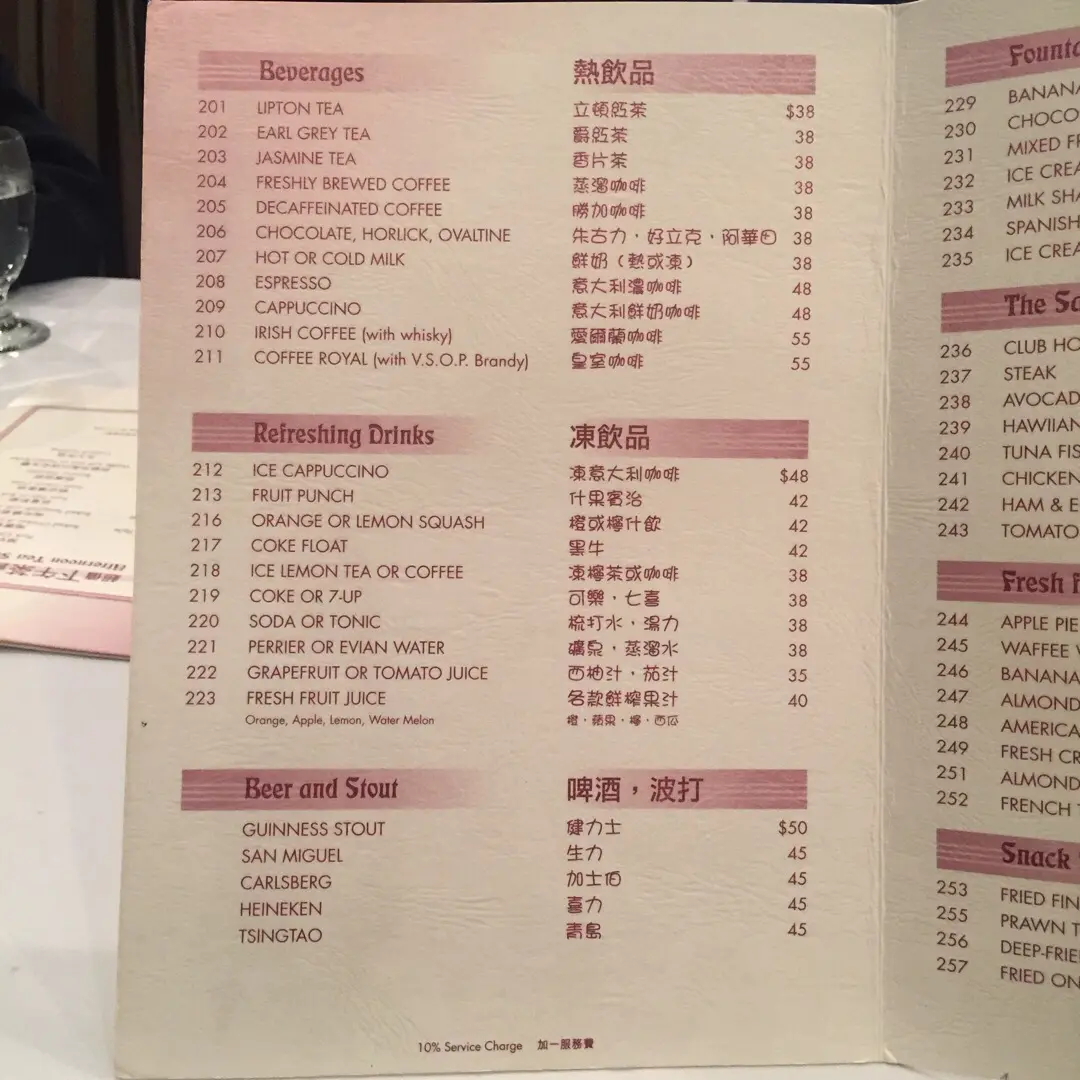 Beverages 熱飲品
201 LIPTON TEA 立頓紅茶 $38
202 EARL GREY TEA 爵紅茶 38
203 JASMINE TEA 香片茶 38
204 FRESHLY BREWED COFFEE 蒸溜咖啡 38
205 DECAFFEINATED COFFEE 勝加咖啡 38
206 CHOCOLATE, HORLICK, OVALTINE 朱古力，好立克，阿華田 38
207 HOT OR COLD MILK 鮮奶（熱或凍） 38
208 ESPRESSO 意大利濃咖啡 48
209 CAPPUCCINO 意大利鮮奶咖啡 48
210 IRISH COFFEE (with whisky) 愛爾蘭咖啡 55
211 COFFEE ROYAL (with V.S.O.P. Brandy) 皇室咖啡 55
Refreshing Drinks 凍飲品
212 ICE CAPPUCCINO 凍意大利咖啡 $48
213 FRUIT PUNCH 什果賓治 42
216 ORANGE OR LEMON SQUASH 橙或檸什飲 42
217 COKE FLOAT 黑牛 42
218 ICE LEMON TEA OR COFFEE 凍檸茶或咖啡 38
219 COKE OR 7-UP 可樂，七喜 38
220 SODA OR TONIC 梳打水，湯力 38
221 PERRIER OR EVIAN WATER 礦泉，蒸溜水 38
222 GRAPEFRUIT OR TOMATO JUICE 西柚汁，茄汁 35
223 FRESH FRUIT JUICE 各款鮮榨果汁 40
Orange, Apple, Lemon, Water Melon 橙，蘋果，檸，西瓜
Beer and Stout 啤酒，波打
GUINNESS STOUT 健力士 $50
SAN MIGUEL 生力 45
CARLSBERG 加士伯 45
HEINEKEN 喜力 45
TSINGTAO 青島 45
10% Service Charge 加一服務費
229 BANANA
230 CHOCO
231 MIXED FR
232 ICE CREA
233 MILK SHA
234 SPANISH
235 ICE CREA
The
236 CLUB HO
237 STEAK
238 AVOCAD
239 HAWIIAN
240 TUNA FIS
241 CHICKEN
242 HAM & E
243 TOMATO
Fresh
244 APPLE PIE
245 WAFFEE
246 BANANA
247 ALMOND
248 AMERICA
249 FRESH CR
251 ALMOND
252 FRENCH
Snack
253 FRIED FIN
255 PRAWN T
256 DEEP-FRIE
257 FRIED ON
下午茶
Afternoon Tea